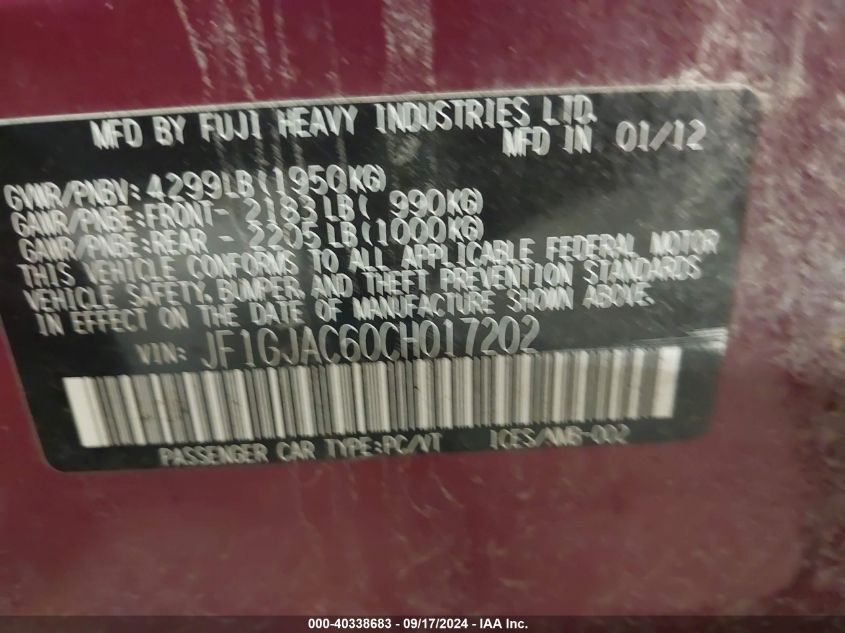 MFD BY FUJI HEAVY INDUSTRIES LTD.
MFD IN 01/12
GVWR/PNBV: 4299LB(1950KG)
GAWR/PNBE:FRONT- 2183LB( 990KG)
GAWR/PNBE:REAR - 2205LB(1000KG)
THIS VEHICLE CONFORMS TO ALL APPLICABLE FEDERAL MOTOR
VEHICLE SAFETY, BUMPER, AND THEFT PREVENTION STANDARDS
IN EFFECT ON THE DATE OF MANUFACTURE SHOWN ABOVE.
VIN: JF1GJAC60CH017202
PASSENGER CAR TYPE:PC/VT ICES/NMB-002
000-40338683 - 09/17/2024 - IAA Inc.